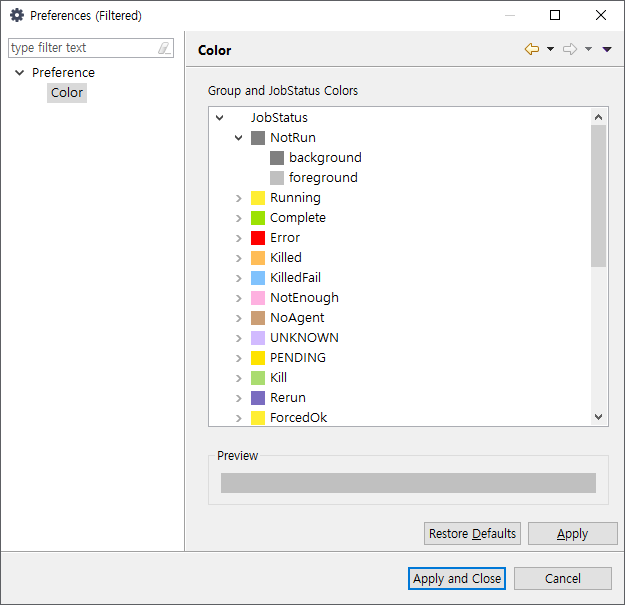 Preferences (Filtered)
type filter text
Preference
Color
Color
Group and JobStatus Colors
JobStatus
NotRun
background
foreground
Running
Complete
Error
Killed
KilledFail
NotEnough
NoAgent
UNKNOWN
PENDING
Kill
Rerun
ForcedOk
Preview
Restore Defaults
Apply
Apply and Close
Cancel